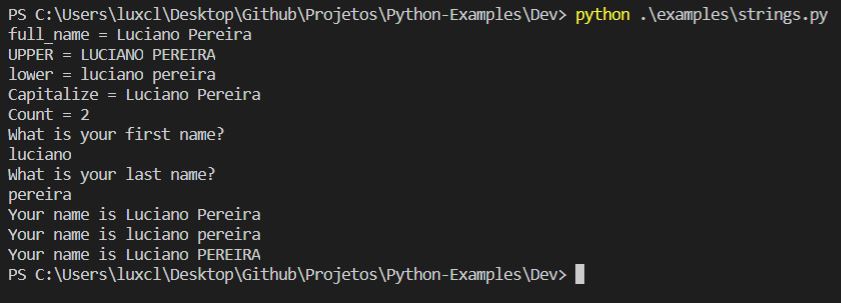 PS C:\Users\luxcl\Desktop\Github\Projetos\Python-Examples\Dev> python .\examples\strings.py
full_name = Luciano Pereira
UPPER = LUCIANO PEREIRA
lower = luciano pereira
Capitalize = Luciano Pereira
Count = 2
What is your first name?
luciano
What is your last name?
pereira
Your name is Luciano Pereira
Your name is luciano pereira
Your name is Luciano PEREIRA
PS C:\Users\luxcl\Desktop\Github\Projetos\Python-Examples\Dev>